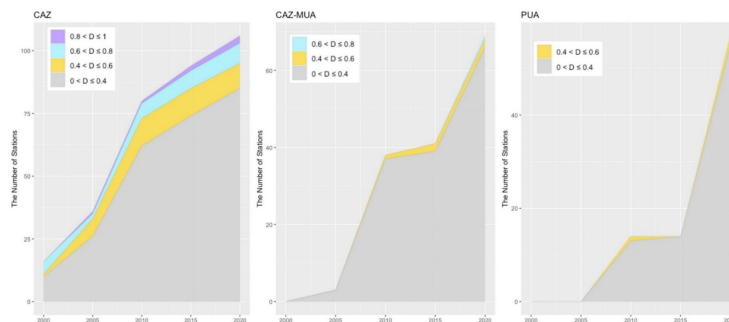 CAZ
0.8 < D ≤ 1
0.6 < D ≤ 0.8
0.4 < D ≤ 0.6
0 < D ≤ 0.4
The Number of Stations
100
75
50
25
0
2000 2005 2010 2015 2020
CAZ-MUA
0.6 < D ≤ 0.8
0.4 < D ≤ 0.6
0 < D ≤ 0.4
The Number of Stations
60
40
20
0
2000 2005 2010 2015 2020
PUA
0.4 < D ≤ 0.6
0 < D ≤ 0.4
The Number of Stations
40
20
0
2000 2005 2010 2015 2020